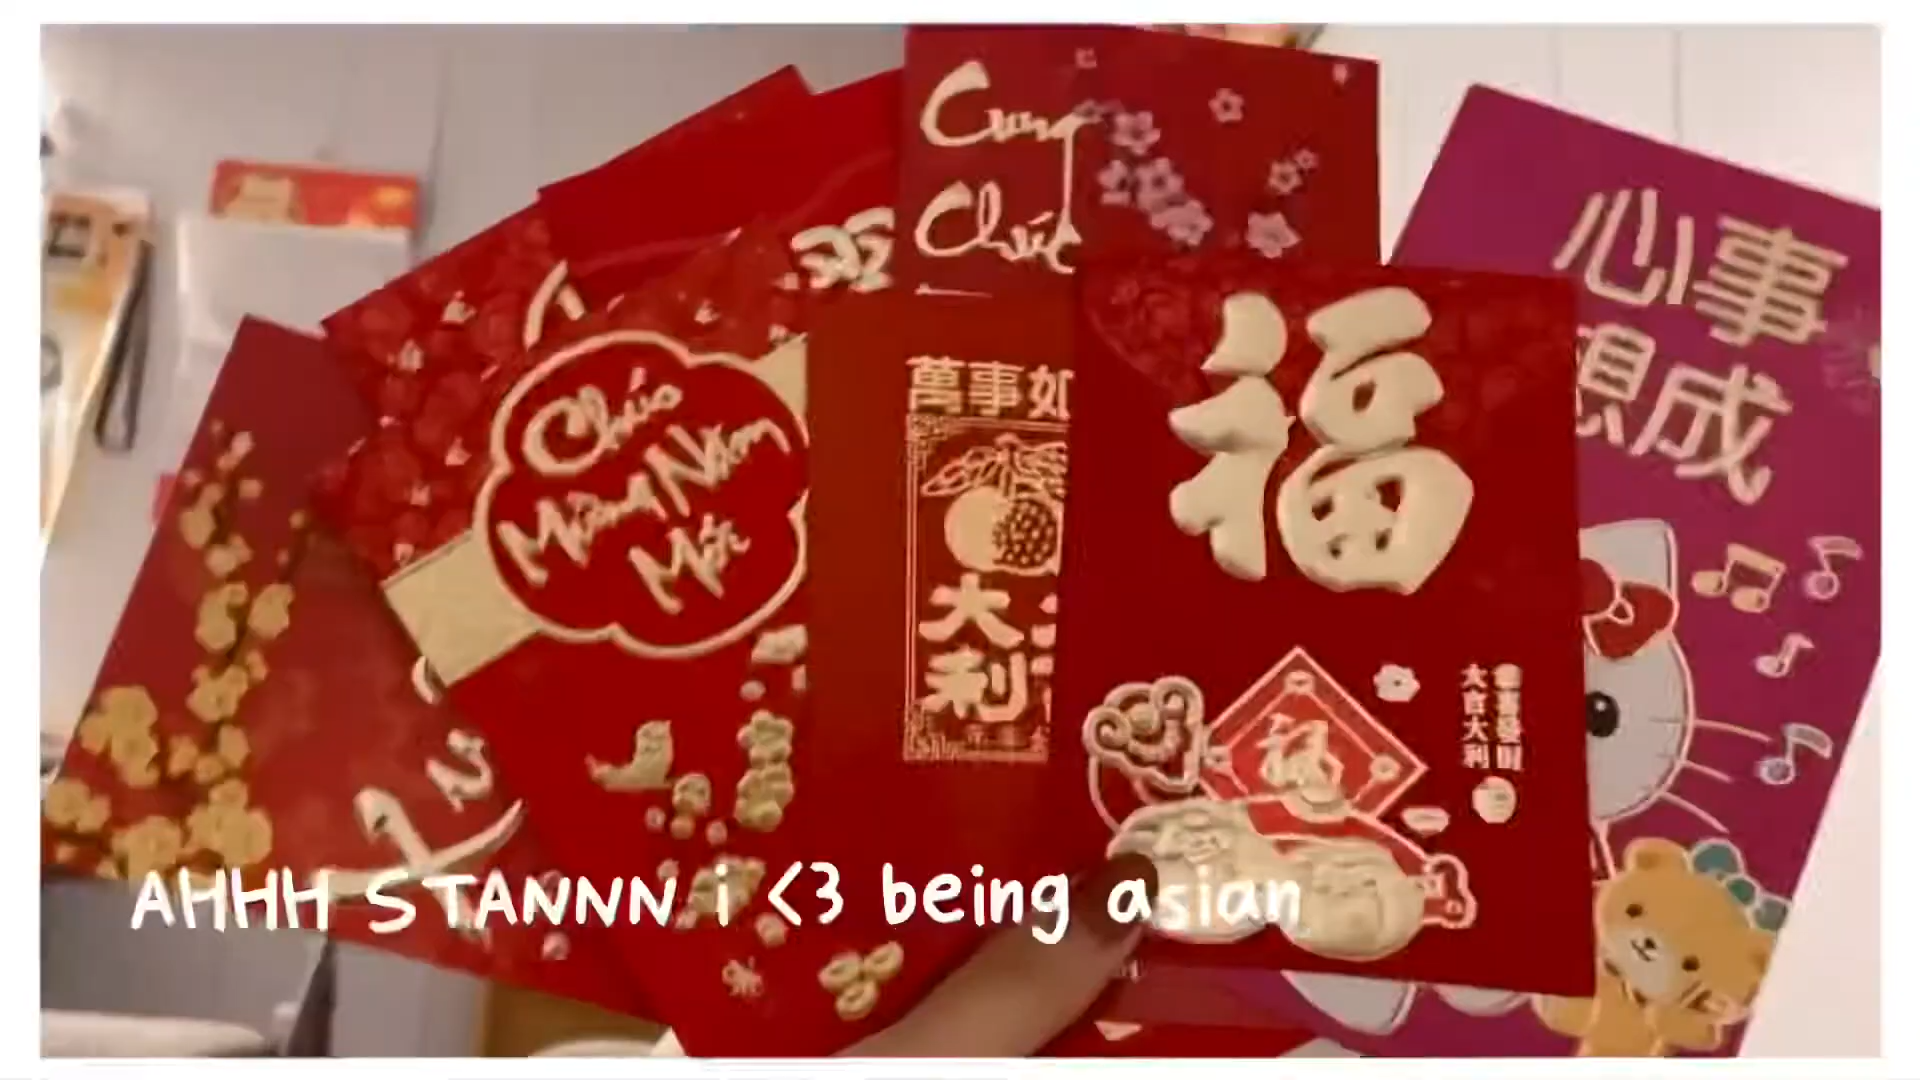 Cung
Chúc
心事
想成
Chúc
Mừng Năm
Mới
萬事如
大
利
福
福
大吉大利
AHHH STANNN i <3 being asian